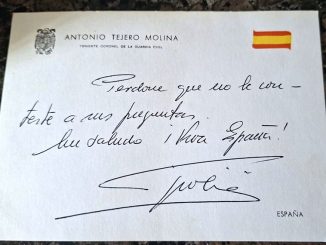 ANTONIO TEJERO MOLINA
TENIENTE CORONEL DE LA GUARDIA CIVIL
Perdone que no le con-
teste a sus preguntas.
Un saludo ¡Viva España!
ESPAÑA